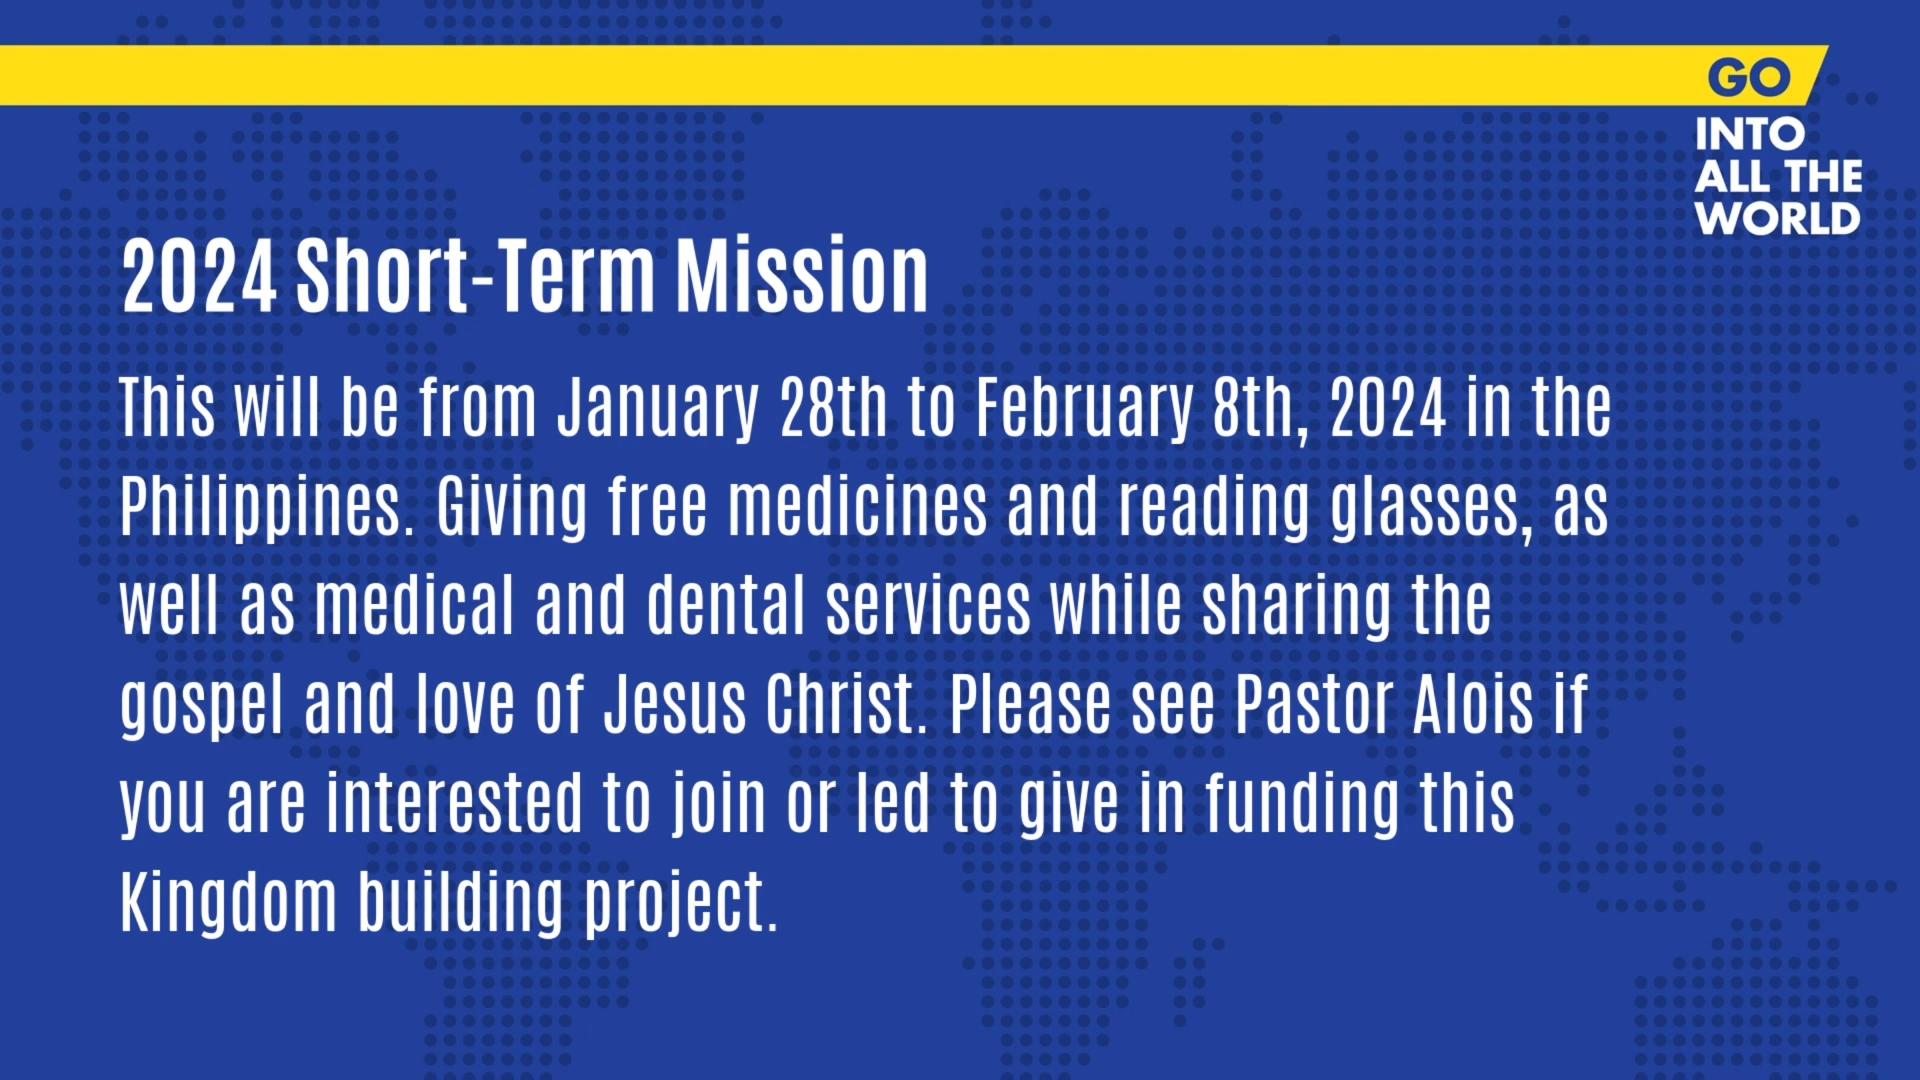 GO
INTO
ALL THE
WORLD
2024 Short-Term Mission
This will be from January 28th to February 8th, 2024 in the
Philippines. Giving free medicines and reading glasses, as
well as medical and dental services while sharing the
gospel and love of Jesus Christ. Please see Pastor Alois if
you are interested to join or led to give in funding this
Kingdom building project.